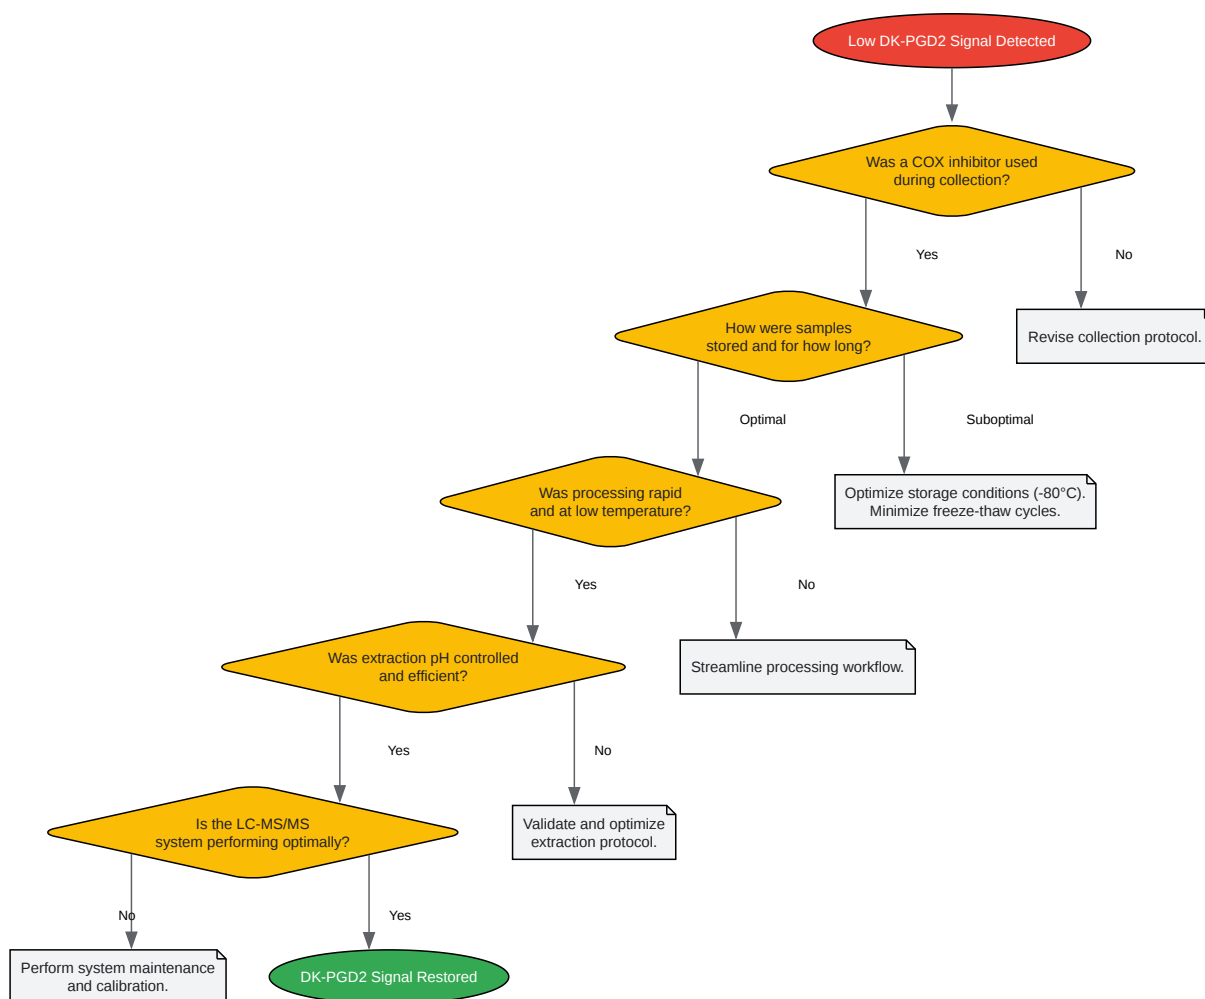 Low DK-PGD2 Signal Detected
Was a COX inhibitor used
during collection?
Yes
No
How were samples
stored and for how long?
Revise collection protocol.
Optimal
Suboptimal
Was processing rapid
and at low temperature?
Optimize storage conditions (-80°C).
Minimize freeze-thaw cycles.
Yes
No
Was extraction pH controlled
and efficient?
Streamline processing workflow.
Yes
No
Is the LC-MS/MS
system performing optimally?
Validate and optimize
extraction protocol.
No
Yes
Perform system maintenance
and calibration.
DK-PGD2 Signal Restored